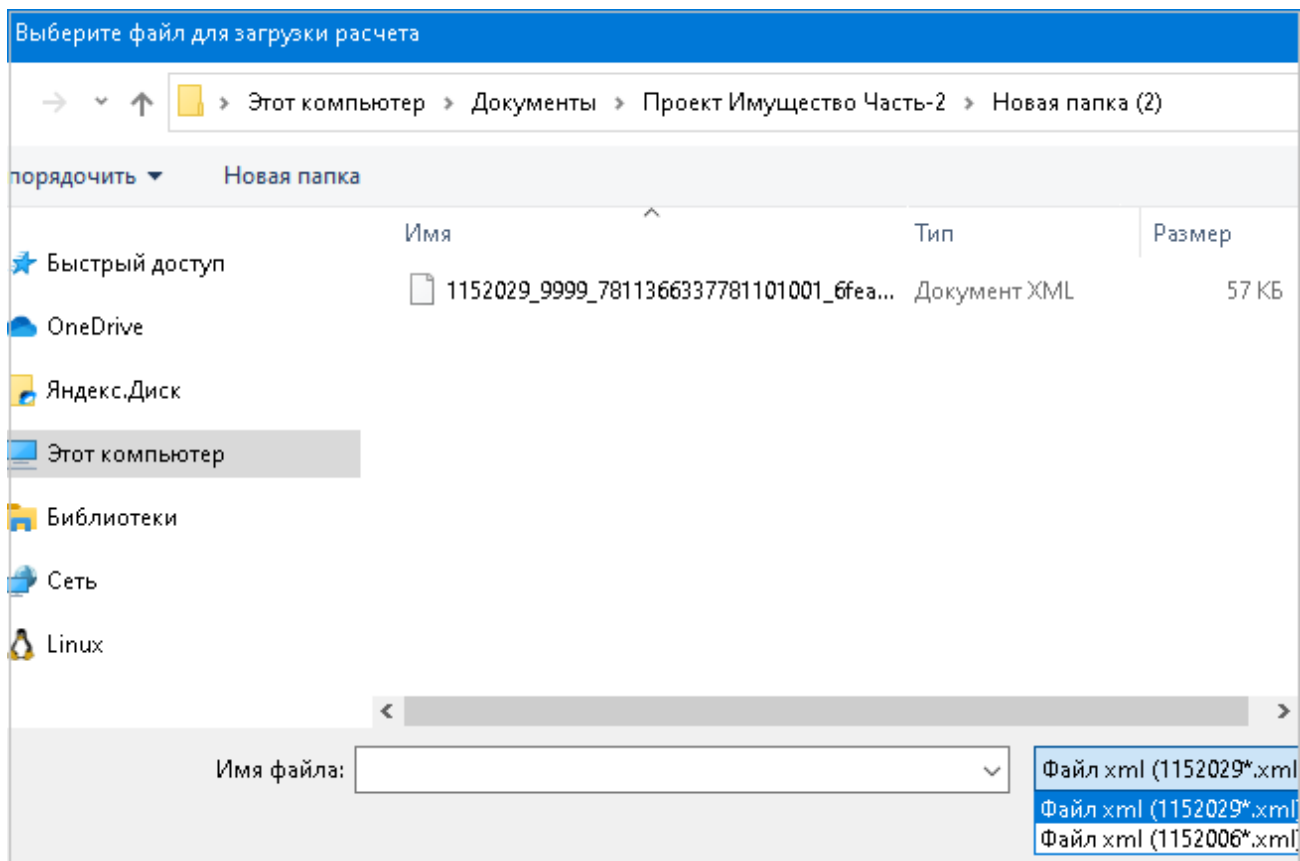 Выберите файл для загрузки расчета
Этот компьютер › Документы › Проект Имущество Часть-2 › Новая папка (2)
порядочить Новая папка
Имя Тип Размер
Быстрый доступ
1152029_9999_7811366337781101001_6fea... Документ XML 57 КБ
OneDrive
Яндекс.Диск
Этот компьютер
Библиотеки
Сеть
Linux
Имя файла: Файл xml (1152029*.xml
Файл xml (1152029*.xml)
Файл xml (1152006*.xml)